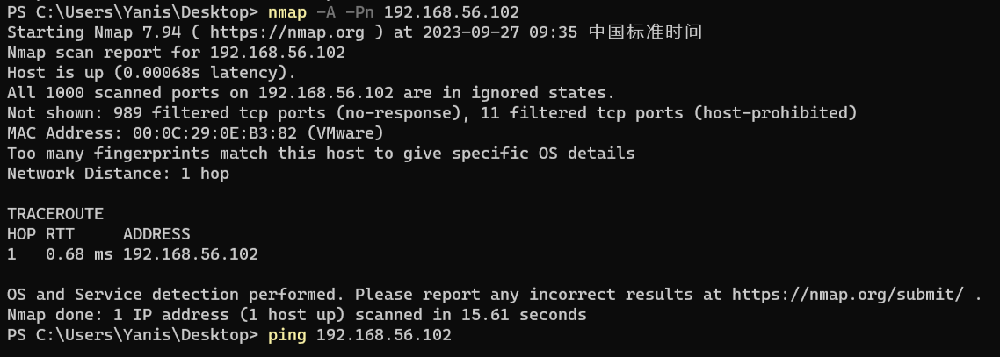 PS C:\Users\Yanis\Desktop> nmap -A -Pn 192.168.56.102
Starting Nmap 7.94 ( https://nmap.org ) at 2023-09-27 09:35 中国标准时间
Nmap scan report for 192.168.56.102
Host is up (0.00068s latency).
All 1000 scanned ports on 192.168.56.102 are in ignored states.
Not shown: 989 filtered tcp ports (no-response), 11 filtered tcp ports (host-prohibited)
MAC Address: 00:0C:29:0E:B3:82 (VMware)
Too many fingerprints match this host to give specific OS details
Network Distance: 1 hop

TRACEROUTE
HOP RTT     ADDRESS
1   0.68 ms 192.168.56.102

OS and Service detection performed. Please report any incorrect results at https://nmap.org/submit/ .
Nmap done: 1 IP address (1 host up) scanned in 15.61 seconds
PS C:\Users\Yanis\Desktop> ping 192.168.56.102